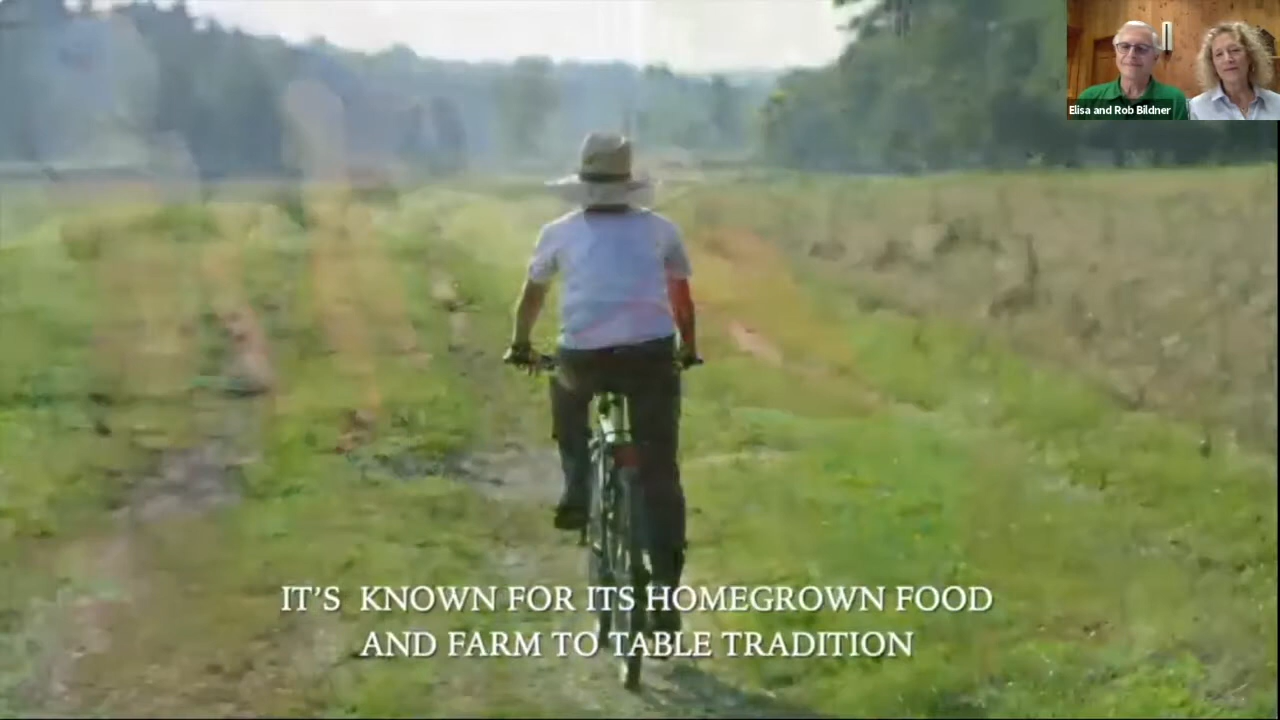 Elisa and Rob Bildner
IT'S KNOWN FOR ITS HOMEGROWN FOOD
AND FARM TO TABLE TRADITION